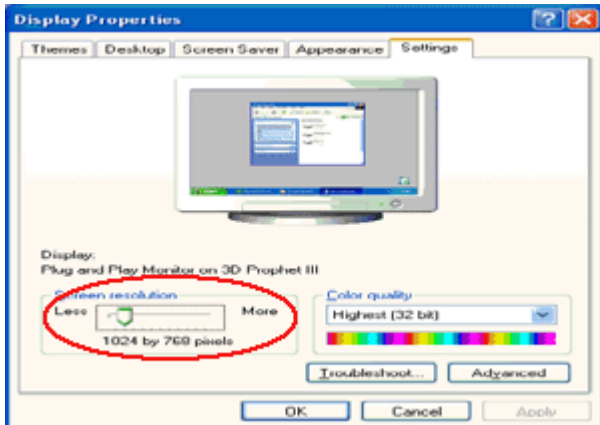 Display Properties
Themes Desktop Screen Saver Appearance Settings
Display:
Plug and Play Monitor on 3D Prophet III
Screen resolution
Less More
1024 by 768 pixels
Color quality
Highest (32 bit)
Troubleshoot... Advanced
OK Cancel Apply